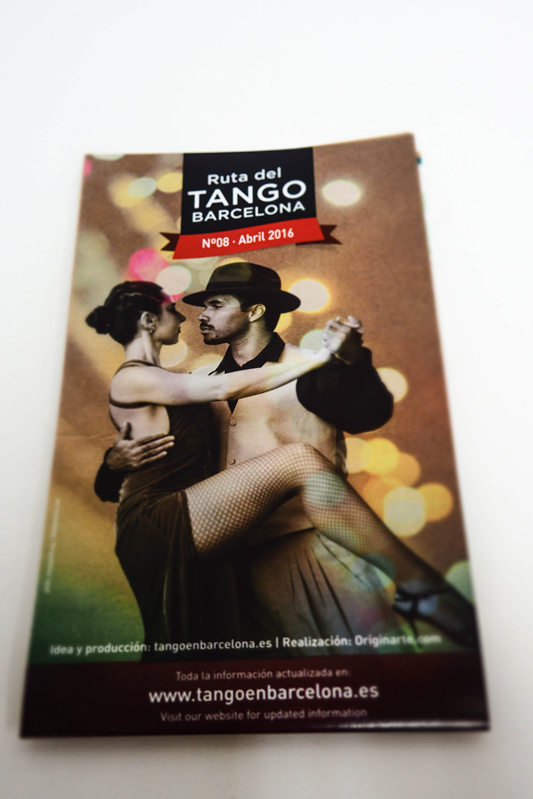 Ruta del
TANGO
BARCELONA
Nº08 · Abril 2016
Idea y producción: tangoenbarcelona.es | Realización: Originarte.com
Toda la información actualizada en:
www.tangoenbarcelona.es
Visit our website for updated information